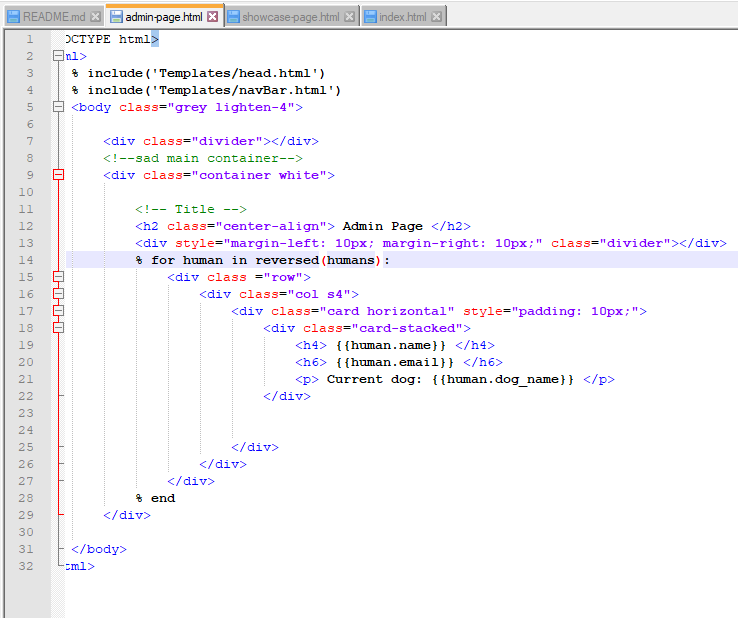 README.md admin-page.html showcase-page.html index.html
1 OCTYPE html>
2 ml>
3 % include('Templates/head.html')
4 % include('Templates/navBar.html')
5 <body class="grey lighten-4">
6
7 <div class="divider"></div>
8 <!--sad main container-->
9 <div class="container white">
10
11 <!-- Title -->
12 <h2 class="center-align"> Admin Page </h2>
13 <div style="margin-left: 10px; margin-right: 10px;" class="divider"></div>
14 % for human in reversed(humans):
15 <div class ="row">
16 <div class="col s4">
17 <div class="card horizontal" style="padding: 10px;">
18 <div class="card-stacked">
19 <h4> {{human.name}} </h4>
20 <h6> {{human.email}} </h6>
21 <p> Current dog: {{human.dog_name}} </p>
22 </div>
23
24
25 </div>
26 </div>
27 </div>
28 % end
29 </div>
30
31 </body>
32 ml>